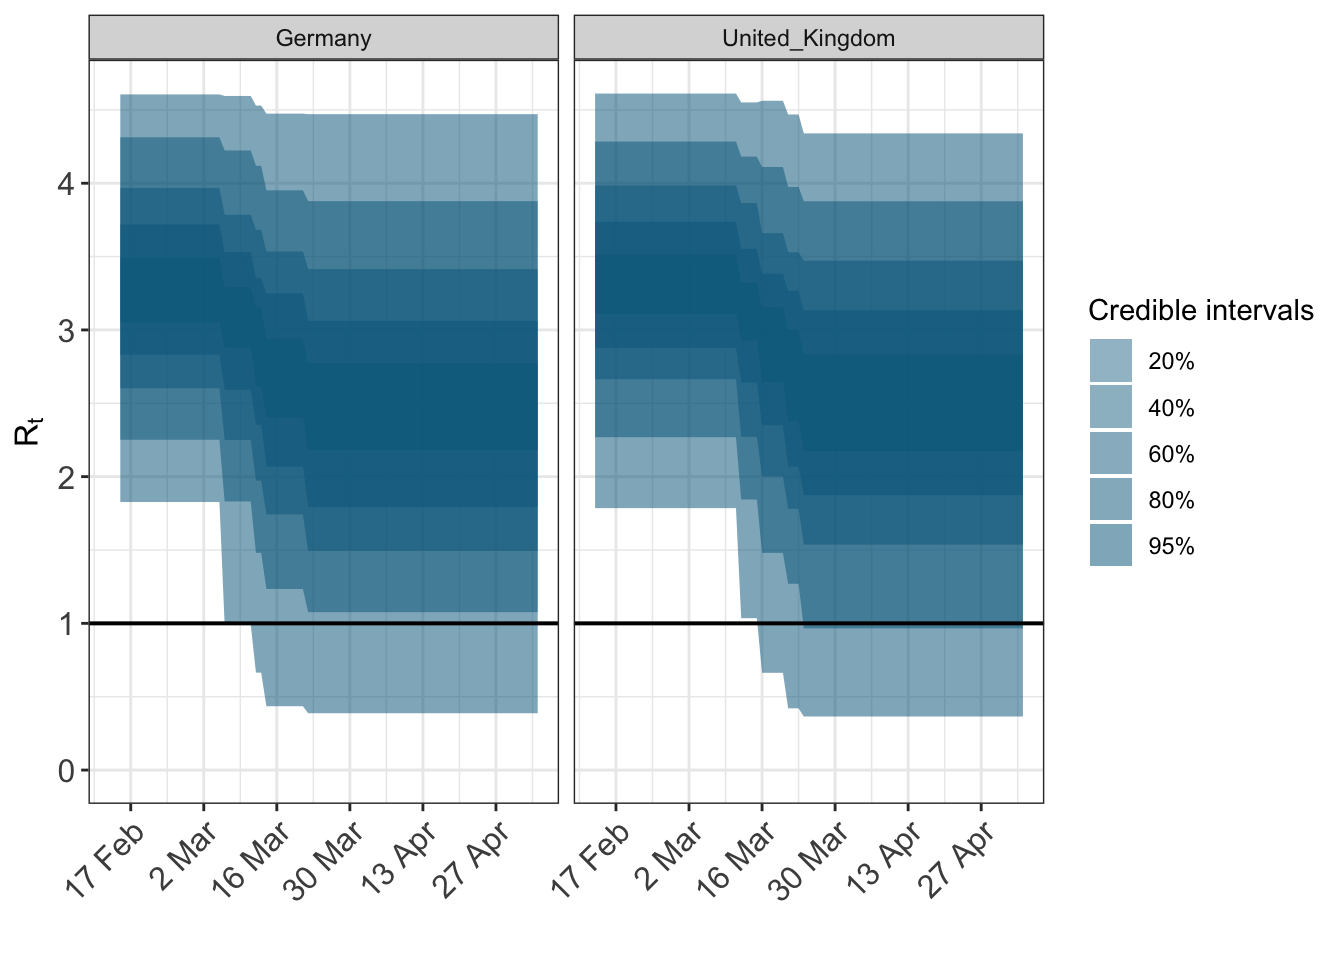 Germany
United_Kingdom
Rt
4
3
2
1
0
17 Feb
2 Mar
16 Mar
30 Mar
13 Apr
27 Apr
17 Feb
2 Mar
16 Mar
30 Mar
13 Apr
27 Apr
Credible intervals
20%
40%
60%
80%
95%